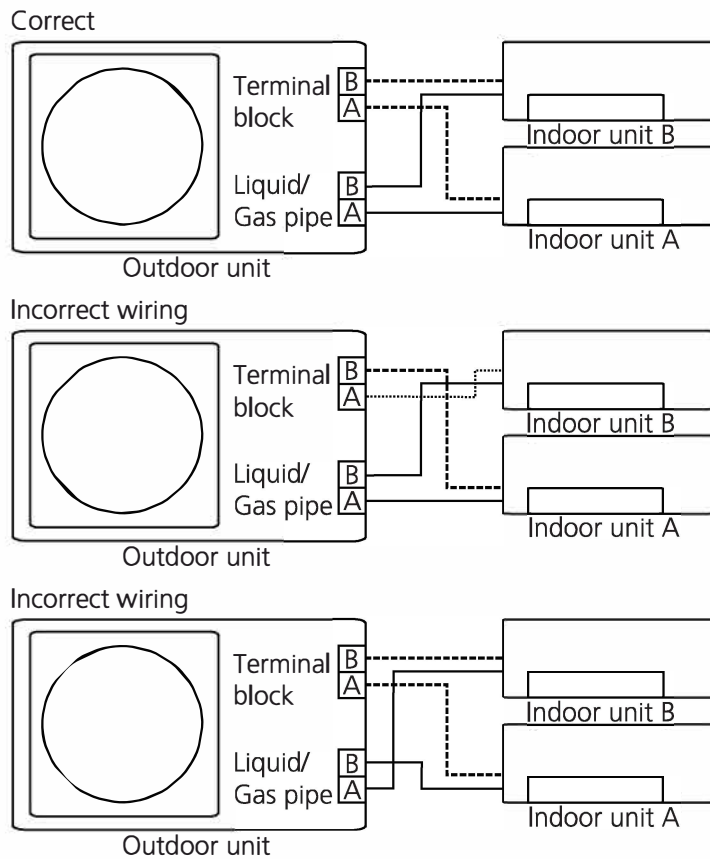 Correct
Terminal block
B
A
Liquid/
Gas pipe
B
A
Outdoor unit
Indoor unit B
Indoor unit A
Incorrect wiring
Terminal block
B
A
Liquid/
Gas pipe
B
A
Outdoor unit
Indoor unit B
Indoor unit A
Incorrect wiring
Terminal block
B
A
Liquid/
Gas pipe
B
A
Outdoor unit
Indoor unit B
Indoor unit A